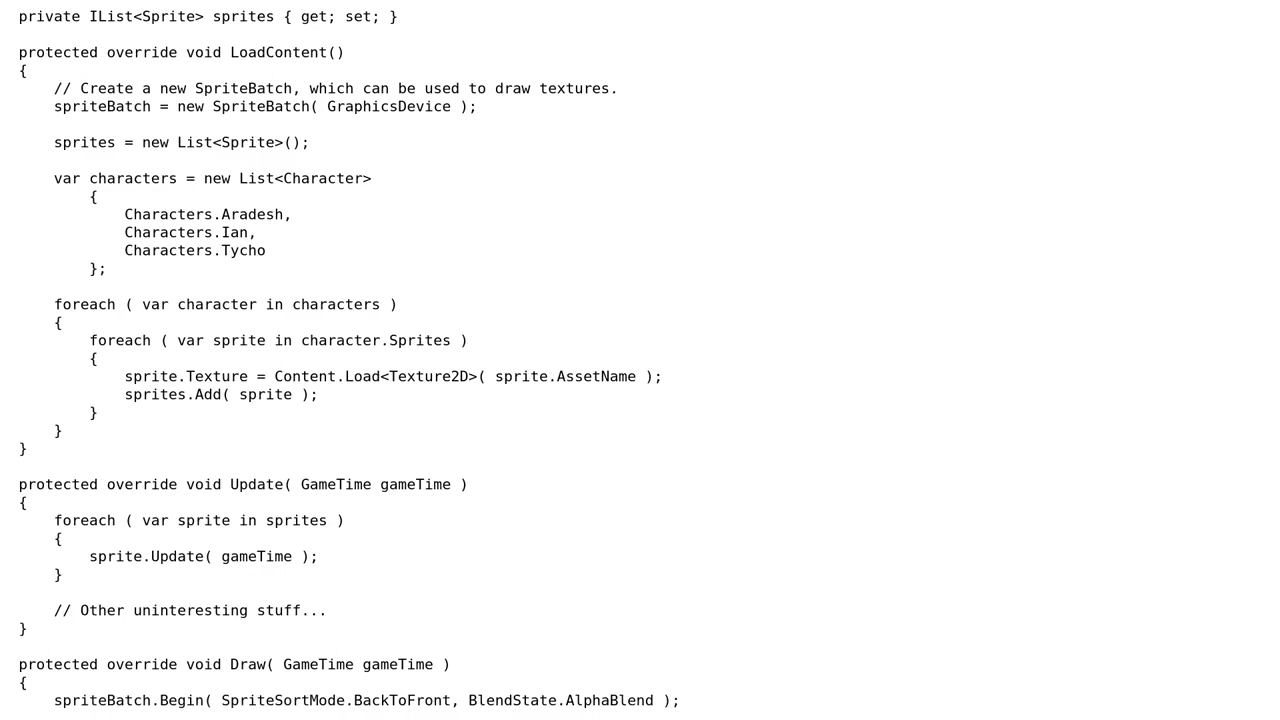 private IList<Sprite> sprites { get; set; }

protected override void LoadContent()
{
    // Create a new SpriteBatch, which can be used to draw textures.
    spriteBatch = new SpriteBatch( GraphicsDevice );

    sprites = new List<Sprite>();

    var characters = new List<Character>
        {
            Characters.Aradesh,
            Characters.Ian,
            Characters.Tycho
        };

    foreach ( var character in characters )
    {
        foreach ( var sprite in character.Sprites )
        {
            sprite.Texture = Content.Load<Texture2D>( sprite.AssetName );
            sprites.Add( sprite );
        }
    }
}

protected override void Update( GameTime gameTime )
{
    foreach ( var sprite in sprites )
    {
        sprite.Update( gameTime );
    }

    // Other uninteresting stuff...
}

protected override void Draw( GameTime gameTime )
{
    spriteBatch.Begin( SpriteSortMode.BackToFront, BlendState.AlphaBlend );